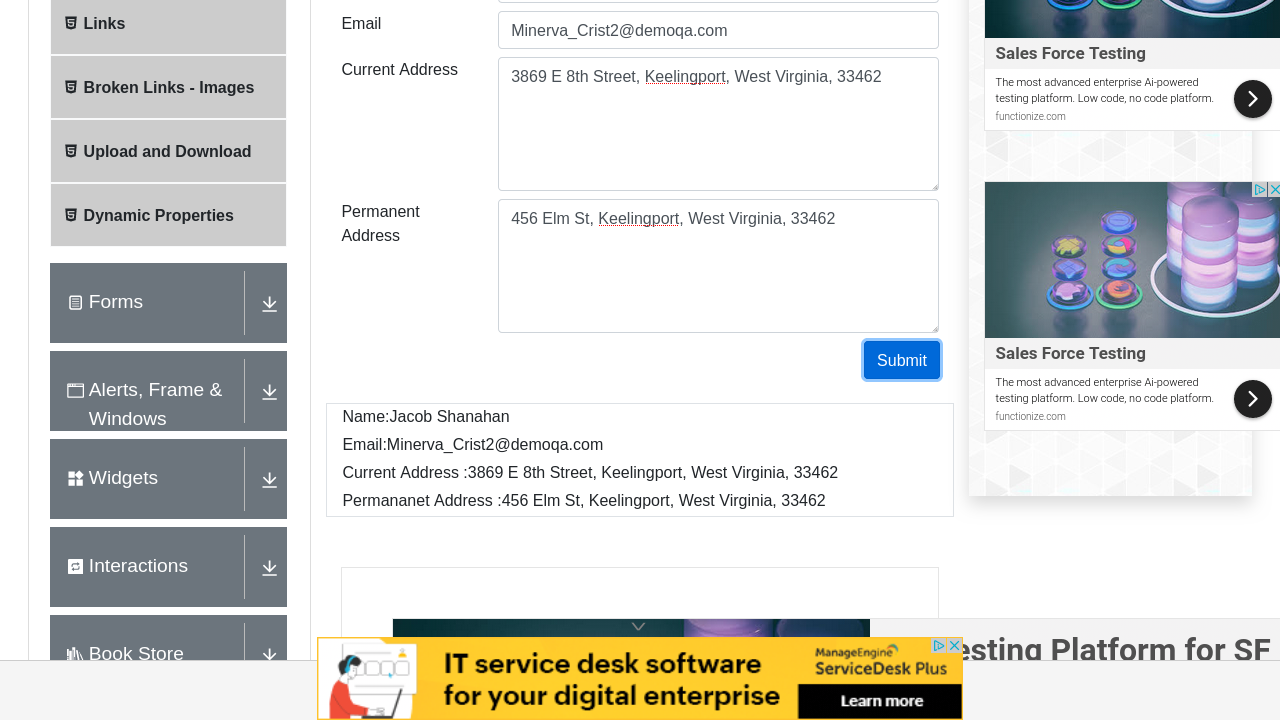 Links
Broken Links - Images
Upload and Download
Dynamic Properties
Forms
Alerts, Frame &
Windows
Widgets
Interactions
Book Store
Email
Minerva_Crist2@demoqa.com
Current Address
3869 E 8th Street, Keelingport, West Virginia, 33462
Permanent
Address
456 Elm St, Keelingport, West Virginia, 33462
Submit
Name:Jacob Shanahan
Email:Minerva_Crist2@demoqa.com
Current Address :3869 E 8th Street, Keelingport, West Virginia, 33462
Permananet Address :456 Elm St, Keelingport, West Virginia, 33462
Sales Force Testing
The most advanced enterprise Ai-powered
testing platform. Low code, no code platform.
functionize.com
Sales Force Testing
The most advanced enterprise Ai-powered
testing platform. Low code, no code platform.
functionize.com
esting Platform for SF
IT service desk software
for your digital enterprise
ManageEngine
ServiceDesk Plus
Learn more